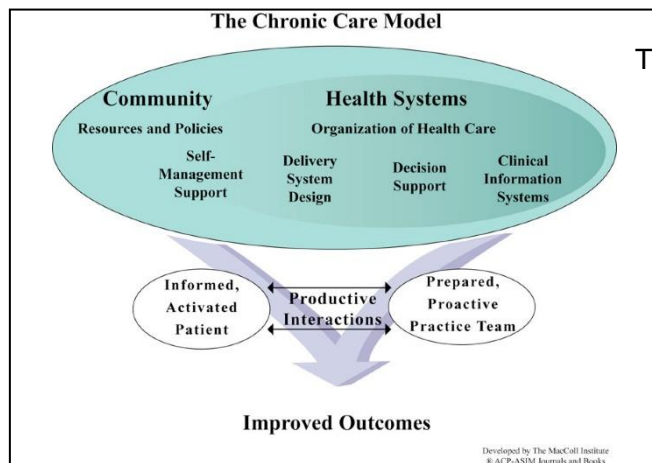 The Chronic Care Model
T
Community
Health Systems
Resources and Policies
Organization of Health Care
Self-
Management
Support
Delivery
System
Design
Decision
Support
Clinical
Information
Systems
Informed,
Activated
Patient
Productive
Interactions
Prepared,
Proactive
Practice Team
Improved Outcomes
Developed by The MacColl Institute
® ACP-ASIM Journals and Books